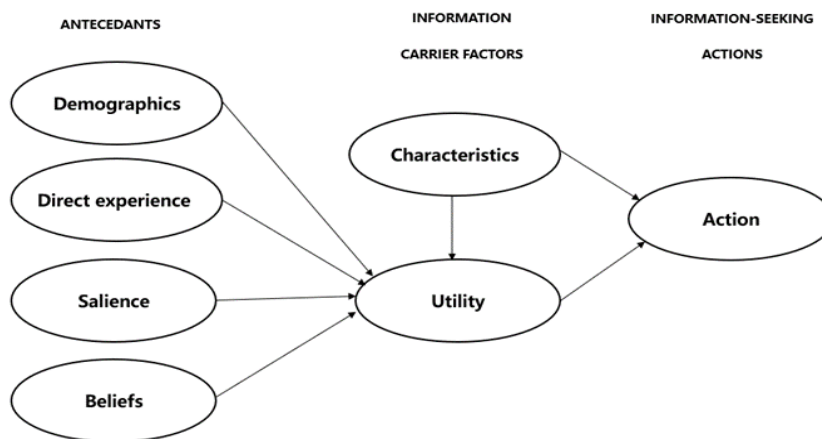 ANTECEDANTS
INFORMATION
CARRIER FACTORS
INFORMATION-SEEKING
ACTIONS
Demographics
Direct experience
Salience
Beliefs
Characteristics
Utility
Action